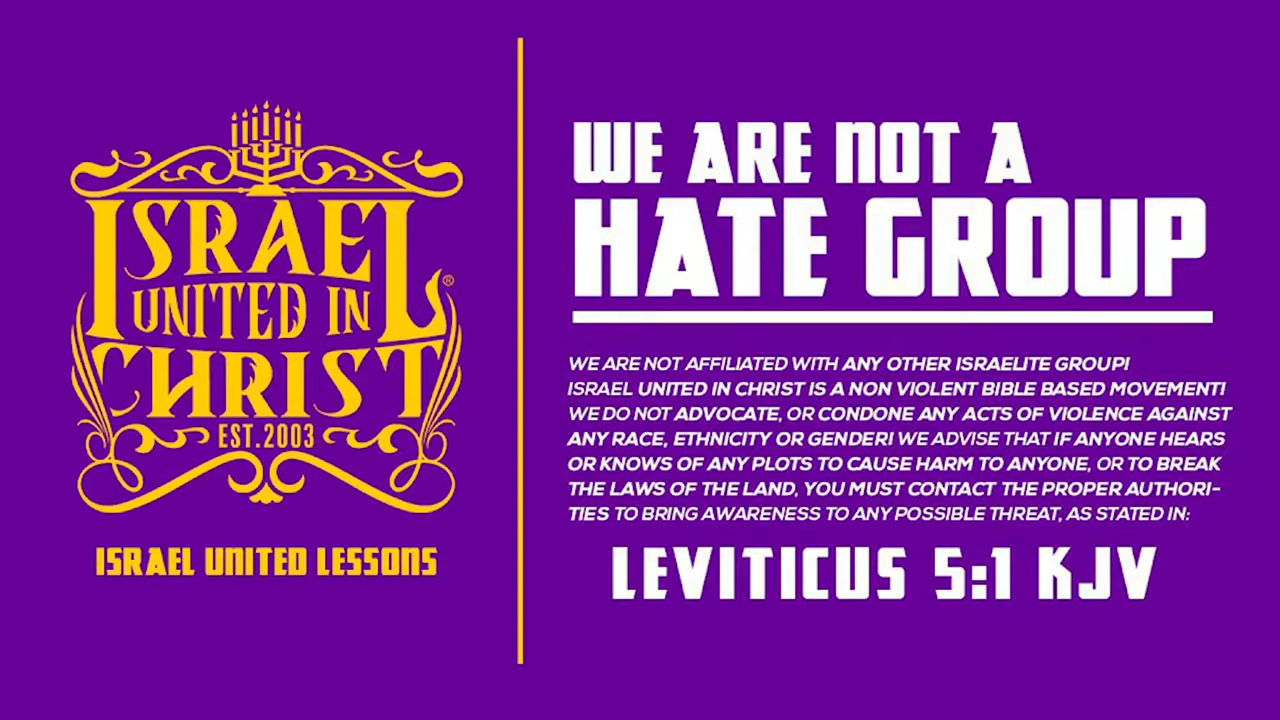 ISRAEL
UNITED IN
CHRIST
®
EST.2003
ISRAEL UNITED LESSONS
WE ARE NOT A
HATE GROUP
WE ARE NOT AFFILIATED WITH ANY OTHER ISRAELITE GROUP!
ISRAEL UNITED IN CHRIST IS A NON VIOLENT BIBLE BASED MOVEMENT!
WE DO NOT ADVOCATE, OR CONDONE ANY ACTS OF VIOLENCE AGAINST
ANY RACE, ETHNICITY OR GENDER! WE ADVISE THAT IF ANYONE HEARS
OR KNOWS OF ANY PLOTS TO CAUSE HARM TO ANYONE, OR TO BREAK
THE LAWS OF THE LAND, YOU MUST CONTACT THE PROPER AUTHORI-
TIES TO BRING AWARENESS TO ANY POSSIBLE THREAT, AS STATED IN:
LEVITICUS 5:1 KJV